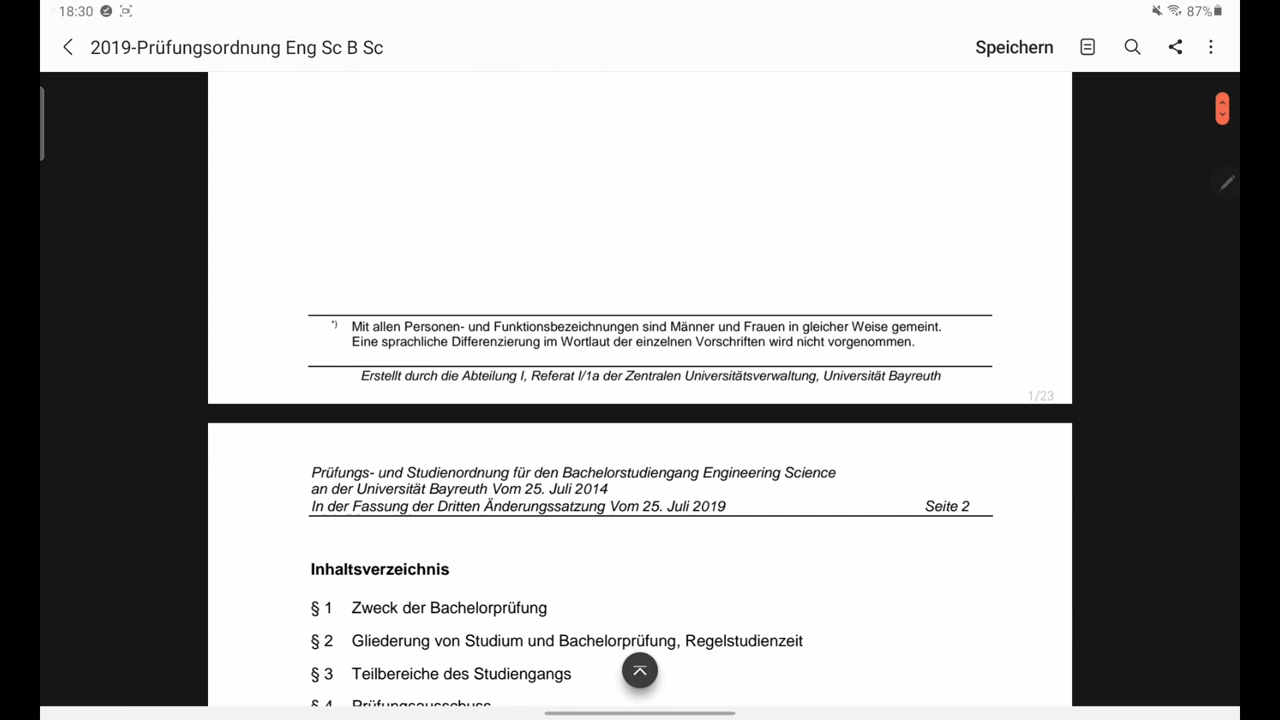 18:30
87%
2019-Prüfungsordnung Eng Sc B Sc
Speichern
*) Mit allen Personen- und Funktionsbezeichnungen sind Männer und Frauen in gleicher Weise gemeint.
Eine sprachliche Differenzierung im Wortlaut der einzelnen Vorschriften wird nicht vorgenommen.
Erstellt durch die Abteilung I, Referat I/1a der Zentralen Universitätsverwaltung, Universität Bayreuth
1/23
Prüfungs- und Studienordnung für den Bachelorstudiengang Engineering Science
an der Universität Bayreuth Vom 25. Juli 2014
In der Fassung der Dritten Änderungssatzung Vom 25. Juli 2019 Seite 2
Inhaltsverzeichnis
§ 1 Zweck der Bachelorprüfung
§ 2 Gliederung von Studium und Bachelorprüfung, Regelstudienzeit
§ 3 Teilbereiche des Studiengangs
§ 4 Prüfungsausschuss